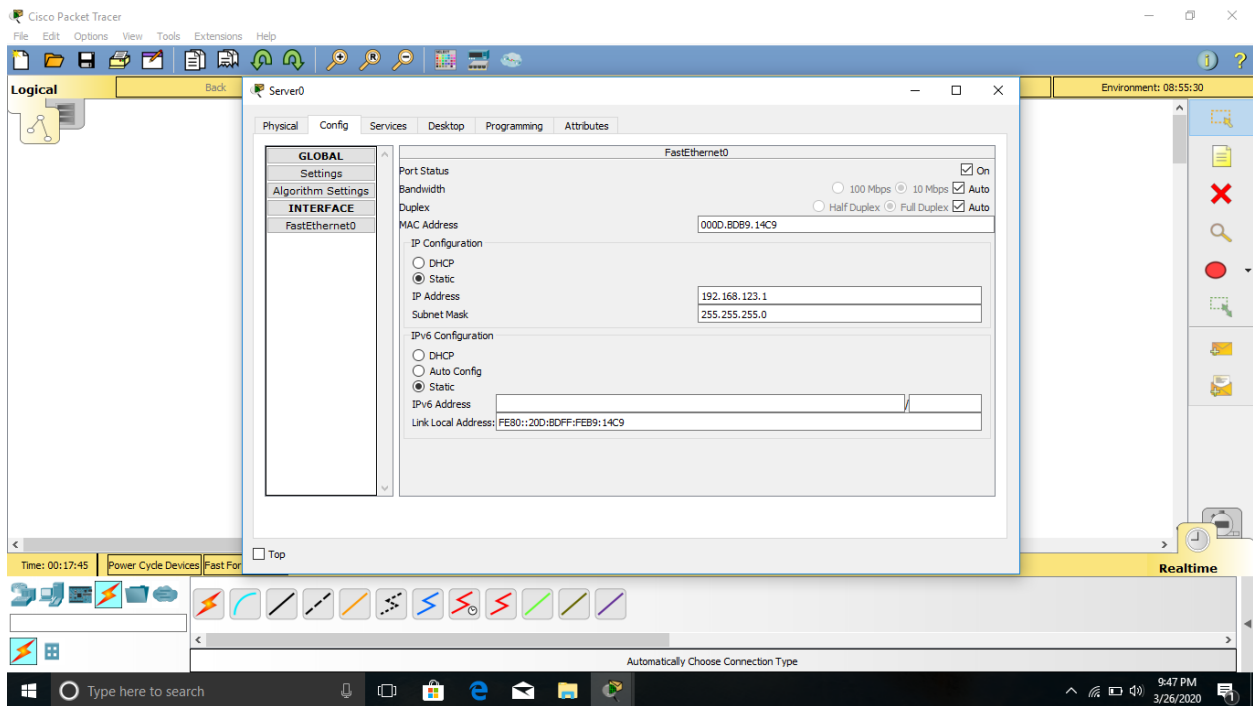 Cisco Packet Tracer
File Edit Options View Tools Extensions Help
Logical
Back
Environment: 08:55:30
Server0
Physical Config Services Desktop Programming Attributes
GLOBAL
Settings
Algorithm Settings
INTERFACE
FastEthernet0
FastEthernet0
Port Status On
Bandwidth 100 Mbps 10 Mbps Auto
Duplex Half Duplex Full Duplex Auto
MAC Address 000D.BDB9.14C9
IP Configuration
DHCP
Static
IP Address 192.168.123.1
Subnet Mask 255.255.255.0
IPv6 Configuration
DHCP
Auto Config
Static
IPv6 Address /
Link Local Address: FE80::20D:BDFF:FEB9:14C9
Top
Time: 00:17:45 Power Cycle Devices Fast For
Realtime
Automatically Choose Connection Type
Type here to search
9:47 PM
3/26/2020